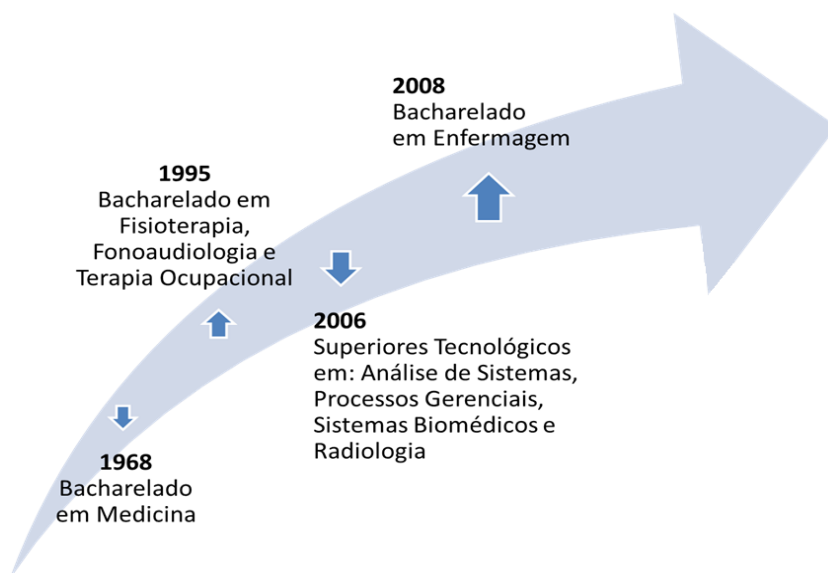 1968
Bacharelado
em Medicina
1995
Bacharelado em
Fisioterapia,
Fonoaudiologia e
Terapia Ocupacional
2006
Superiores Tecnológicos
em: Análise de Sistemas,
Processos Gerenciais,
Sistemas Biomédicos e
Radiologia
2008
Bacharelado
em Enfermagem